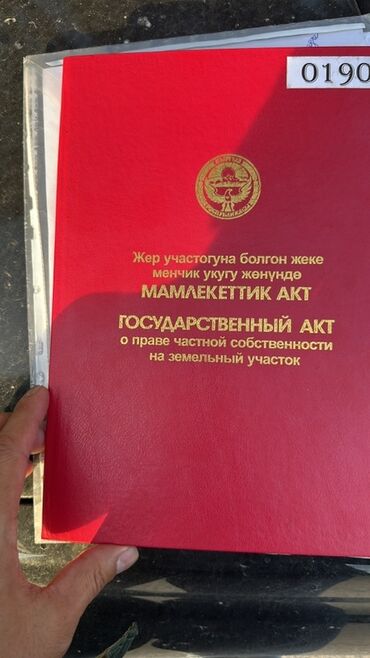 0190
Жер участогуна болгон жеке
менчик укугу жөнүндө
МАМЛЕКЕТТИК АКТ
ГОСУДАРСТВЕННЫЙ АКТ
о праве частной собственности
на земельный участок